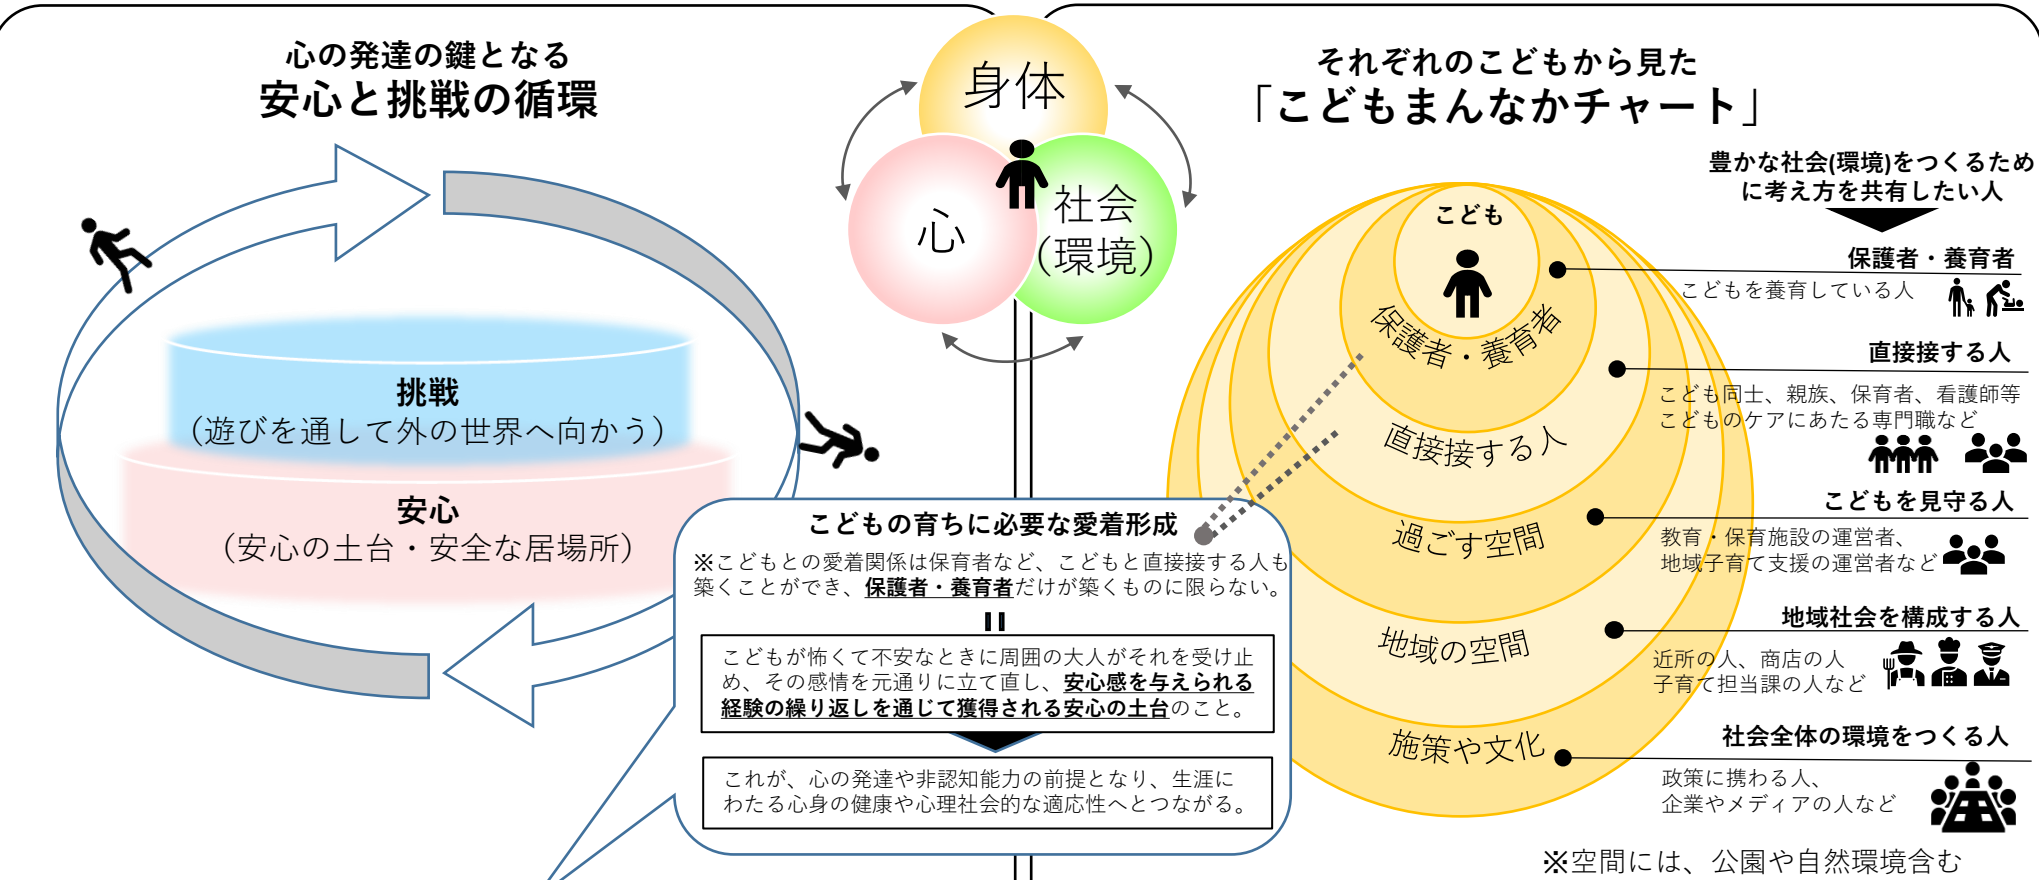 心の発達の鍵となる
安心と挑戦の循環
挑戦
（遊びを通して外の世界へ向かう）
安心
（安心の土台・安全な居場所）
身体
心
社会
（環境）
それぞれのこどもから見た
「こどもまんなかチャート」
こども
保護者・養育者
直接接する人
過ごす空間
地域の空間
施策や文化
豊かな社会(環境)をつくるため
に考え方を共有したい人
保護者・養育者
こどもを養育している人
直接接する人
こども同士、親族、保育者、看護師等
こどものケアにあたる専門職など
こどもを見守る人
教育・保育施設の運営者、
地域子育て支援の運営者など
地域社会を構成する人
近所の人、商店の人
子育て担当課の人など
社会全体の環境をつくる人
政策に携わる人、
企業やメディアの人など
※空間には、公園や自然環境含む
こどもの育ちに必要な愛着形成
※こどもとの愛着関係は保育者など、こどもと直接接する人も
築くことができ、保護者・養育者だけが築くものに限らない。
こどもが怖くて不安なときに周囲の大人がそれを受け止
め、その感情を元通りに立て直し、安心感を与えられる
経験の繰り返しを通じて獲得される安心の土台のこと。
これが、心の発達や非認知能力の前提となり、生涯に
わたる心身の健康や心理社会的な適応性へとつながる。